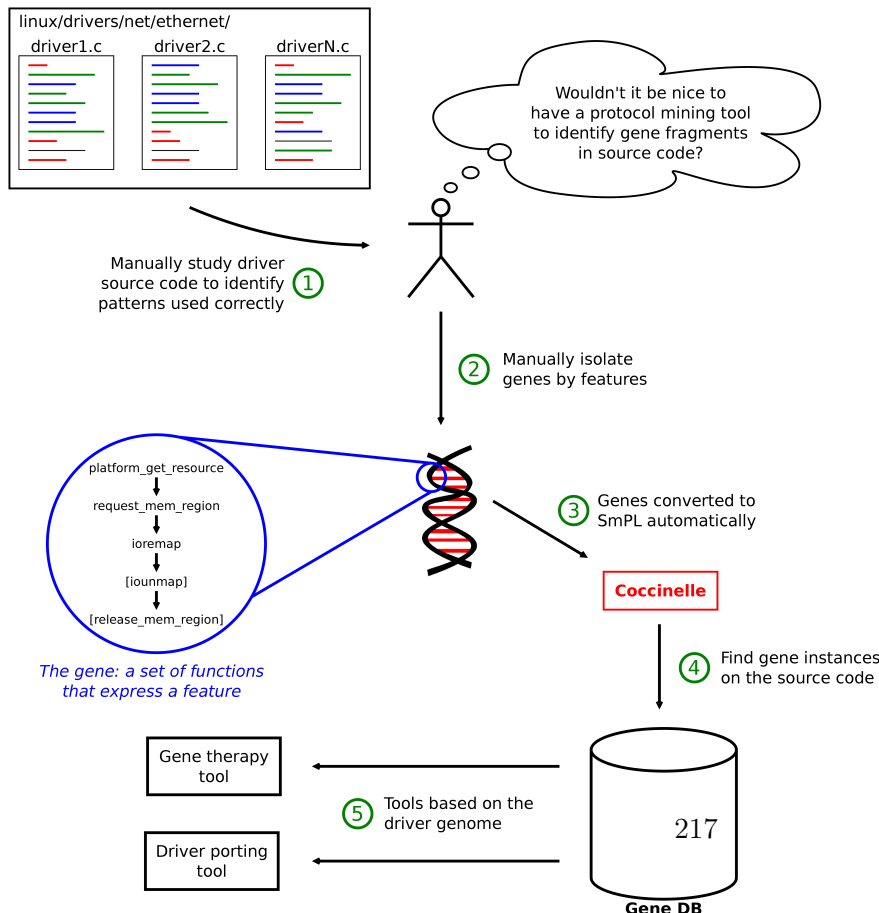 linux/drivers/net/ethernet/
driver1.c
driver2.c
driverN.c
Wouldn't it be nice to
have a protocol mining tool
to identify gene fragments
in source code?
Manually study driver
source code to identify
patterns used correctly
1
2
Manually isolate
genes by features
platform_get_resource
request_mem_region
ioremap
[iounmap]
[release_mem_region]
The gene: a set of functions
that express a feature
3
Genes converted to
SmPL automatically
Coccinelle
4
Find gene instances
on the source code
Gene therapy
tool
5
Tools based on the
driver genome
Driver porting
tool
217
Gene DB